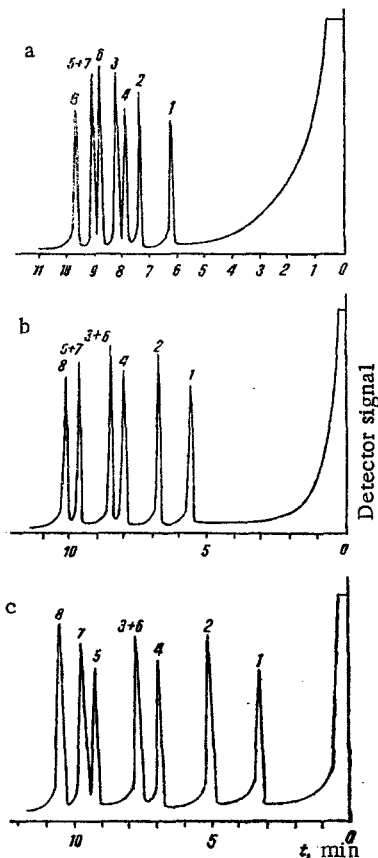 a
5+7 6 3 4 2 1
6
11 10 9 8 7 6 5 4 3 2 1 0
b
8 5+7 3+6 4 2 1
10 5 0
Detector signal
c
8 7 5 3+6 4 2 1
10 5 0
t, min